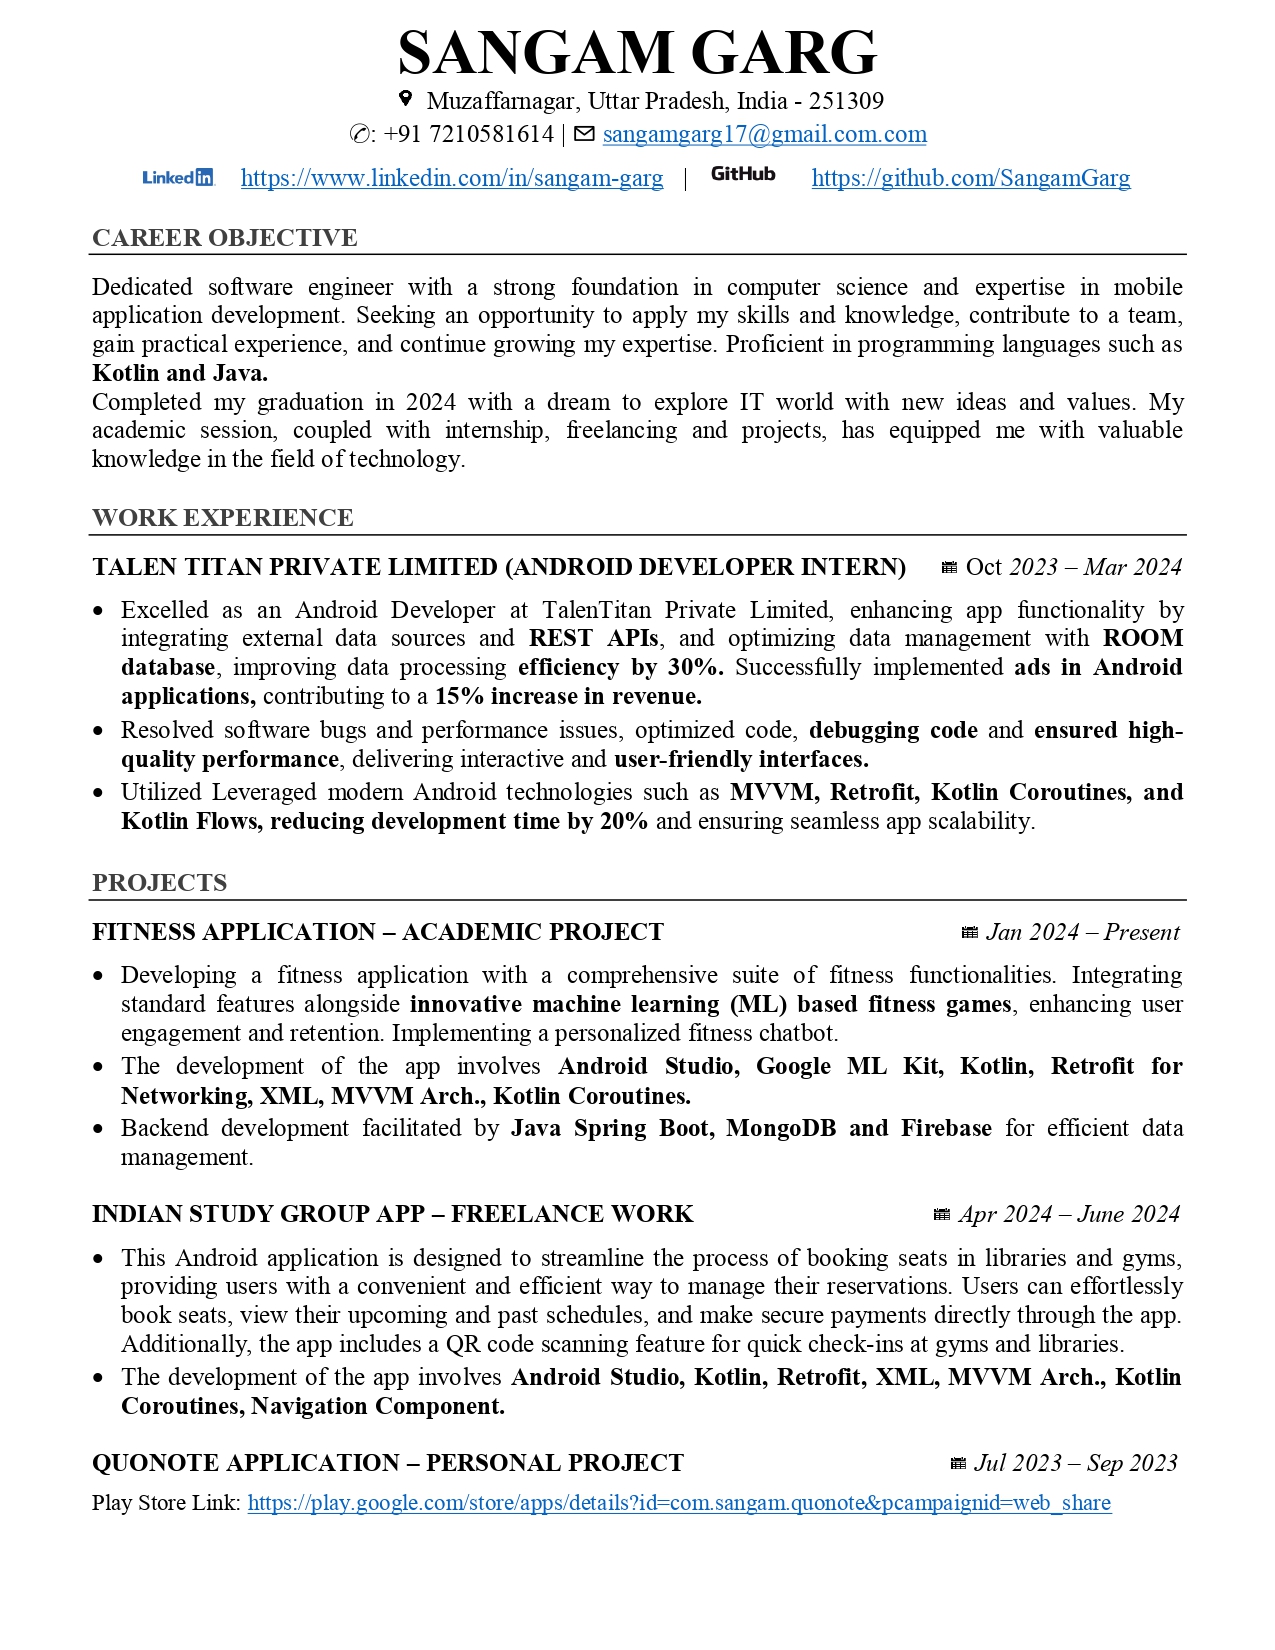 SANGAM GARG
Muzaffarnagar, Uttar Pradesh, India - 251309
✆: +91 7210581614 | ✉ sangamgarg17@gmail.com.com
LinkedIn https://www.linkedin.com/in/sangam-garg | GitHub https://github.com/SangamGarg
CAREER OBJECTIVE
Dedicated software engineer with a strong foundation in computer science and expertise in mobile
application development. Seeking an opportunity to apply my skills and knowledge, contribute to a team,
gain practical experience, and continue growing my expertise. Proficient in programming languages such as
Kotlin and Java.
Completed my graduation in 2024 with a dream to explore IT world with new ideas and values. My
academic session, coupled with internship, freelancing and projects, has equipped me with valuable
knowledge in the field of technology.
WORK EXPERIENCE
TALEN TITAN PRIVATE LIMITED (ANDROID DEVELOPER INTERN) Oct 2023 – Mar 2024
• Excelled as an Android Developer at TalenTitan Private Limited, enhancing app functionality by
integrating external data sources and REST APIs, and optimizing data management with ROOM
database, improving data processing efficiency by 30%. Successfully implemented ads in Android
applications, contributing to a 15% increase in revenue.
• Resolved software bugs and performance issues, optimized code, debugging code and ensured high-
quality performance, delivering interactive and user-friendly interfaces.
• Utilized Leveraged modern Android technologies such as MVVM, Retrofit, Kotlin Coroutines, and
Kotlin Flows, reducing development time by 20% and ensuring seamless app scalability.
PROJECTS
FITNESS APPLICATION – ACADEMIC PROJECT Jan 2024 – Present
• Developing a fitness application with a comprehensive suite of fitness functionalities. Integrating
standard features alongside innovative machine learning (ML) based fitness games, enhancing user
engagement and retention. Implementing a personalized fitness chatbot.
• The development of the app involves Android Studio, Google ML Kit, Kotlin, Retrofit for
Networking, XML, MVVM Arch., Kotlin Coroutines.
• Backend development facilitated by Java Spring Boot, MongoDB and Firebase for efficient data
management.
INDIAN STUDY GROUP APP – FREELANCE WORK Apr 2024 – June 2024
• This Android application is designed to streamline the process of booking seats in libraries and gyms,
providing users with a convenient and efficient way to manage their reservations. Users can effortlessly
book seats, view their upcoming and past schedules, and make secure payments directly through the app.
Additionally, the app includes a QR code scanning feature for quick check-ins at gyms and libraries.
• The development of the app involves Android Studio, Kotlin, Retrofit, XML, MVVM Arch., Kotlin
Coroutines, Navigation Component.
QUONOTE APPLICATION – PERSONAL PROJECT Jul 2023 – Sep 2023
Play Store Link: https://play.google.com/store/apps/details?id=com.sangam.quonote&pcampaignid=web_share